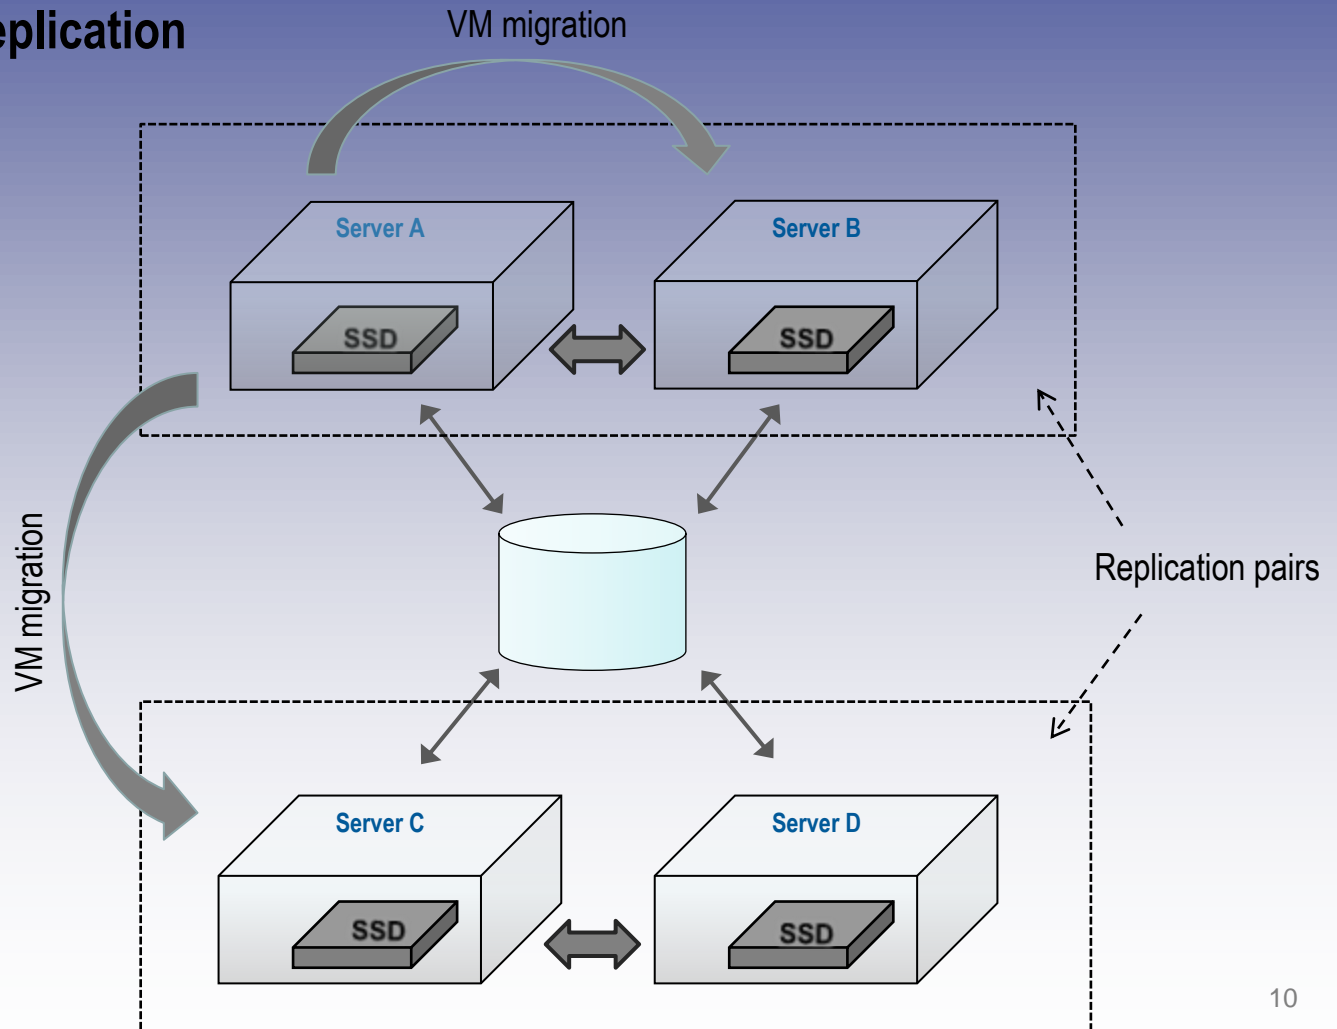 eplication
VM migration
Server A
Server B
SSD
SSD
VM migration
Replication pairs
Server C
Server D
SSD
SSD
10